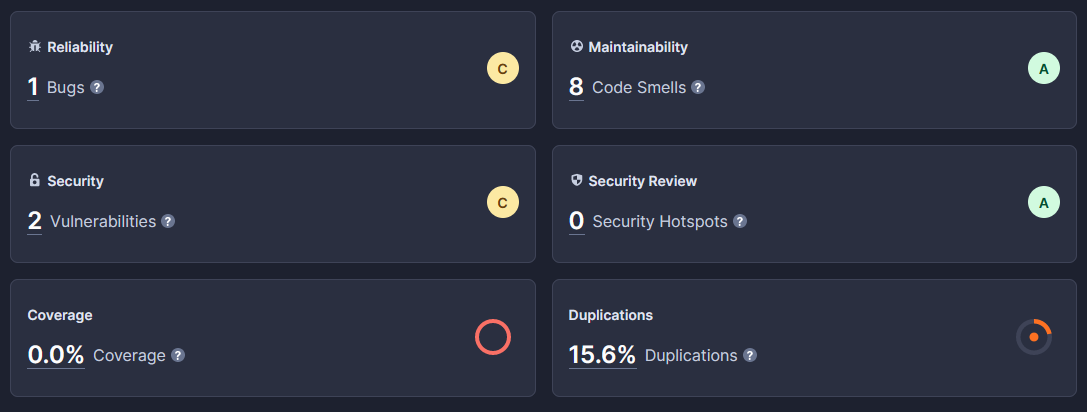 Reliability
C
1 Bugs ?
Maintainability
A
8 Code Smells ?
Security
C
2 Vulnerabilities ?
Security Review
A
0 Security Hotspots ?
Coverage
0.0% Coverage ?
Duplications
15.6% Duplications ?